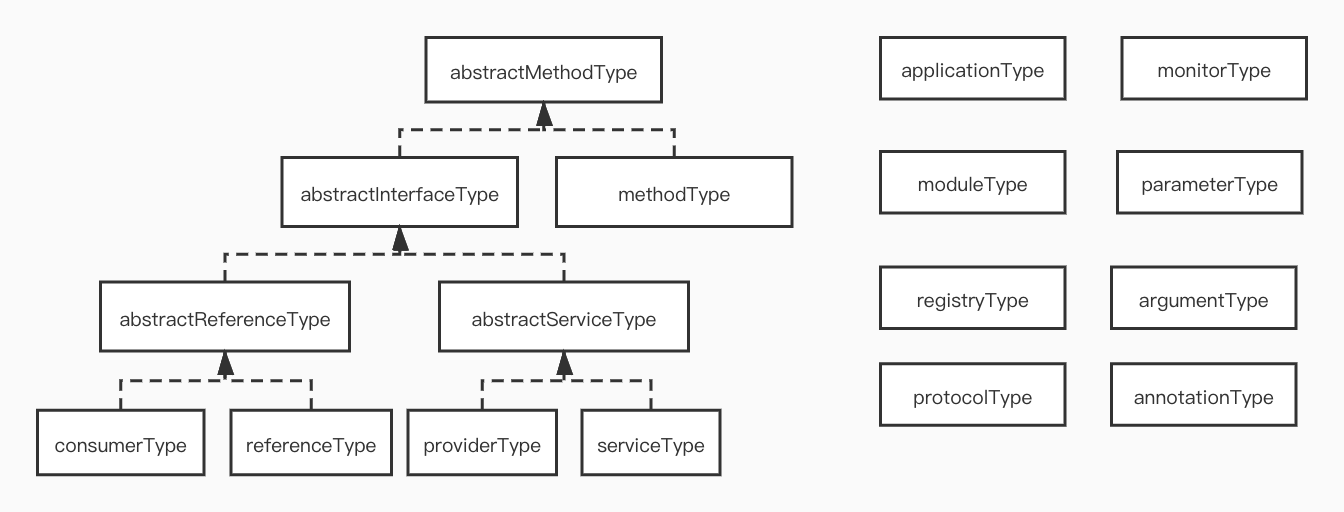 abstractMethodType
abstractInterfaceType
methodType
abstractReferenceType
abstractServiceType
consumerType
referenceType
providerType
serviceType
applicationType
monitorType
moduleType
parameterType
registryType
argumentType
protocolType
annotationType